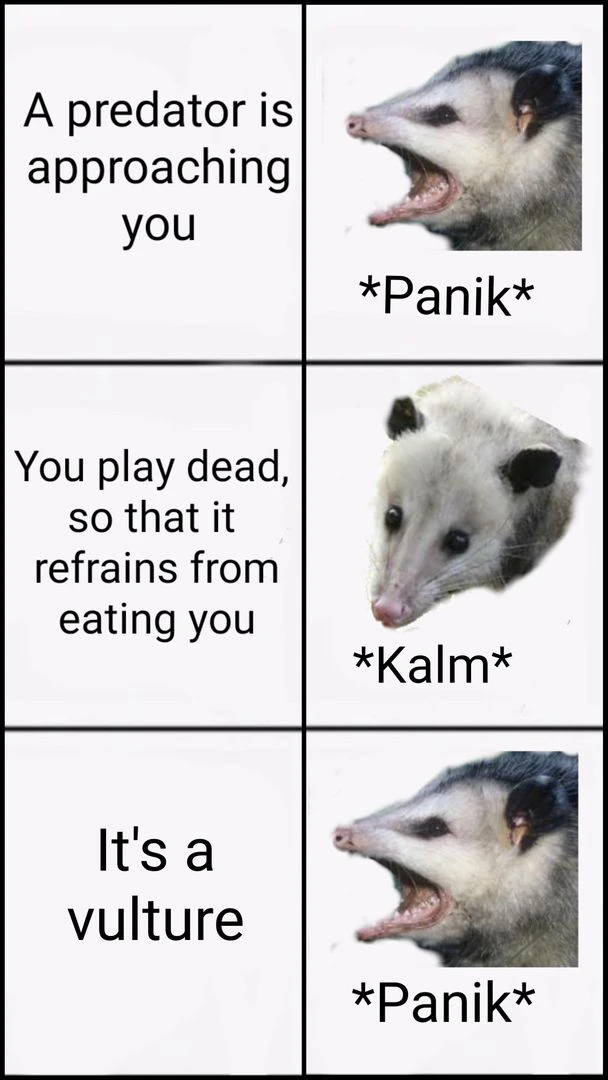 A predator is
approaching
you
*Panik*
You play dead,
so that it
refrains from
eating you
*Kalm*
It's a
vulture
*Panik*